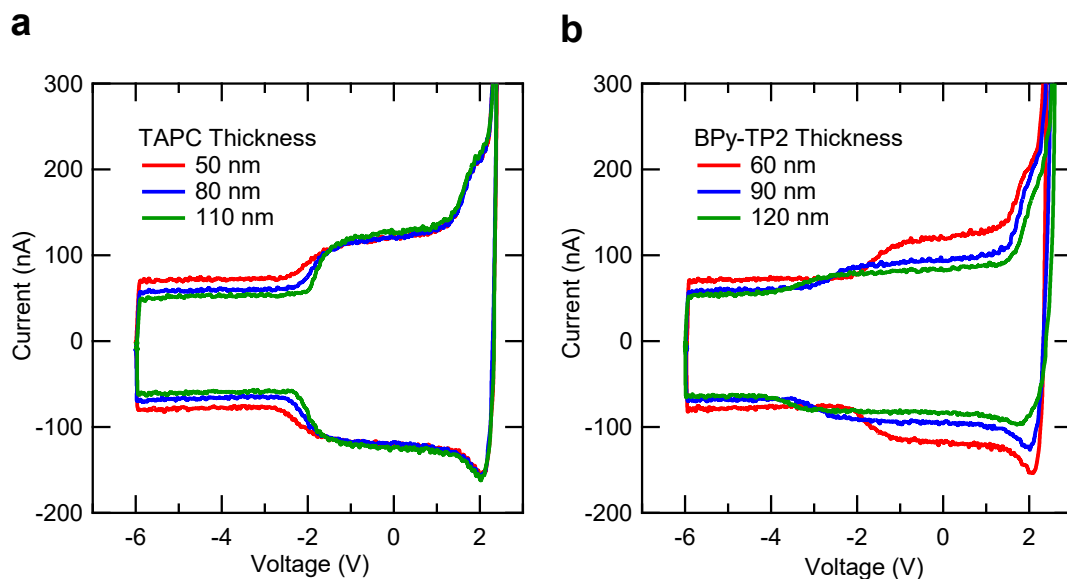 a
300
200
100
0
-100
-200
Current (nA)
TAPC Thickness
50 nm
80 nm
110 nm
-6 -4 -2 0 2
Voltage (V)
b
300
200
100
0
-100
-200
Current (nA)
BPy-TP2 Thickness
60 nm
90 nm
120 nm
-6 -4 -2 0 2
Voltage (V)